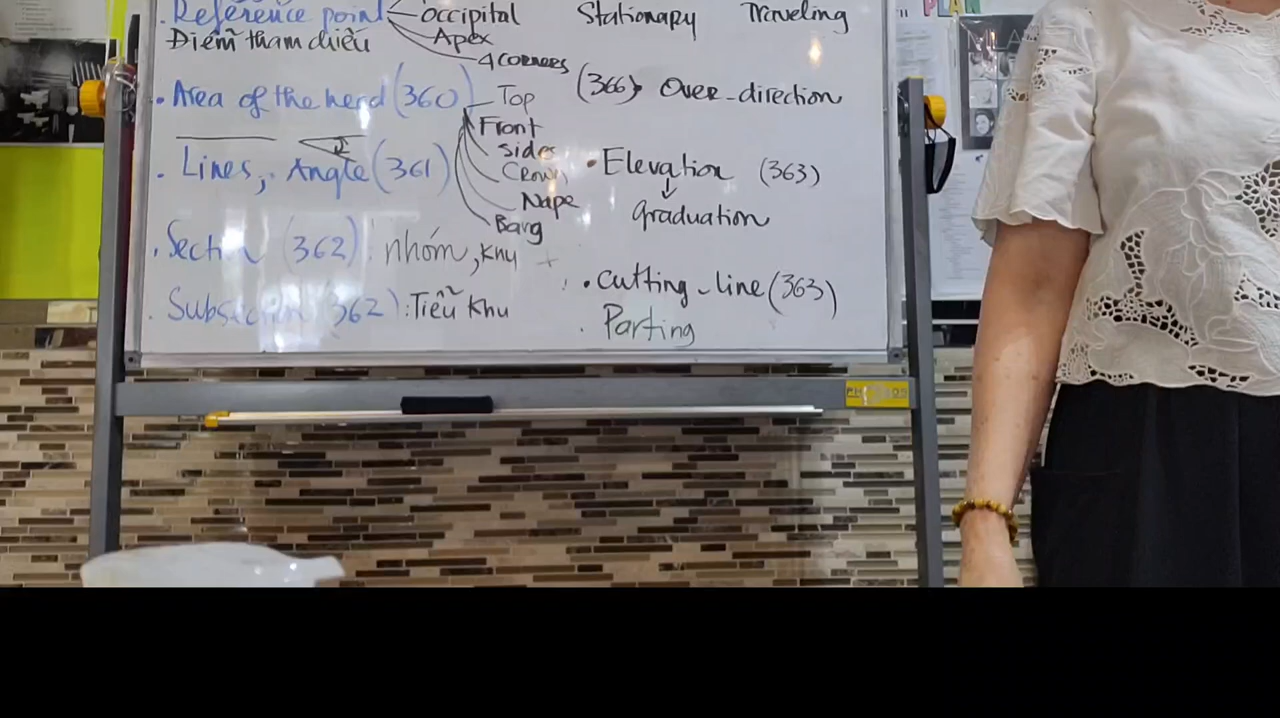 . Reference point occipital Stationary Traveling
Điểm tham chiếu Apex
4 corners
. Area of the head (360) Top (366) Over-direction
Front
Sides
. Lines, Angle (361) Crown • Elevation (363)
Nape graduation
Bang
. Section (362): nhóm, khu
• cutting-line (363)
. Subsection (362): Tiểu khu . Parting
PLAN